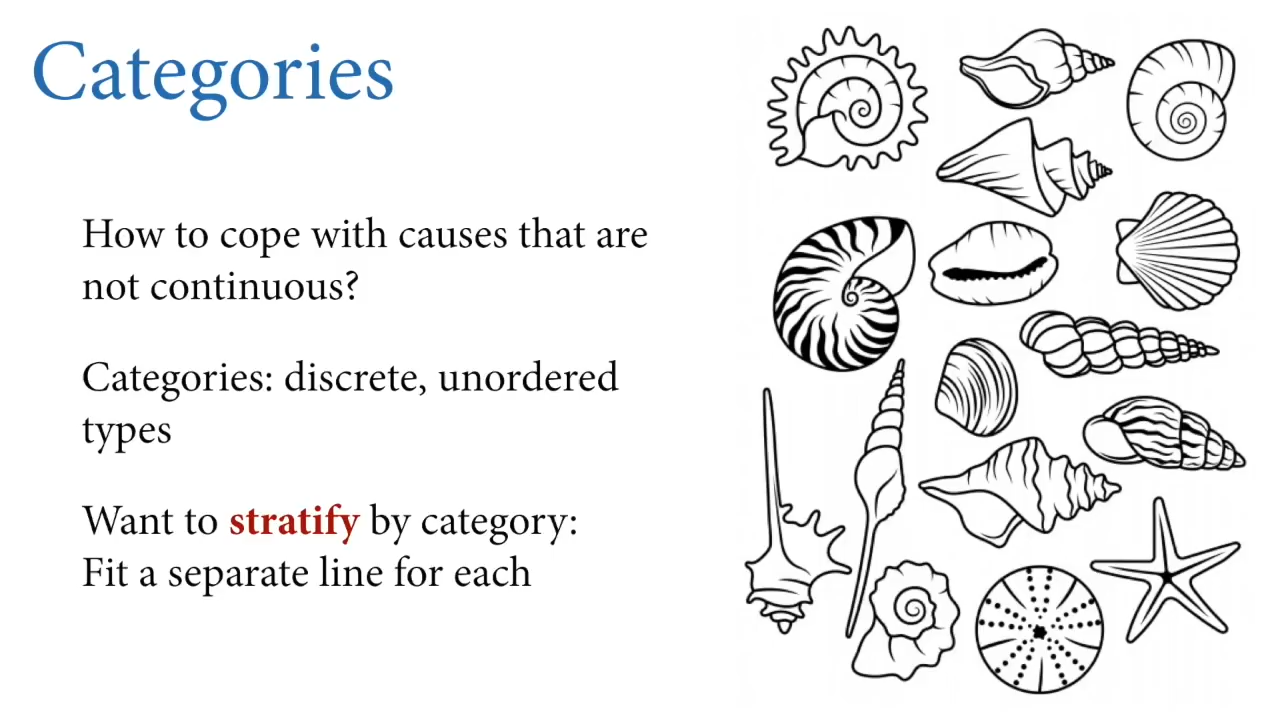 Categories
How to cope with causes that are
not continuous?
Categories: discrete, unordered
types
Want to stratify by category:
Fit a separate line for each